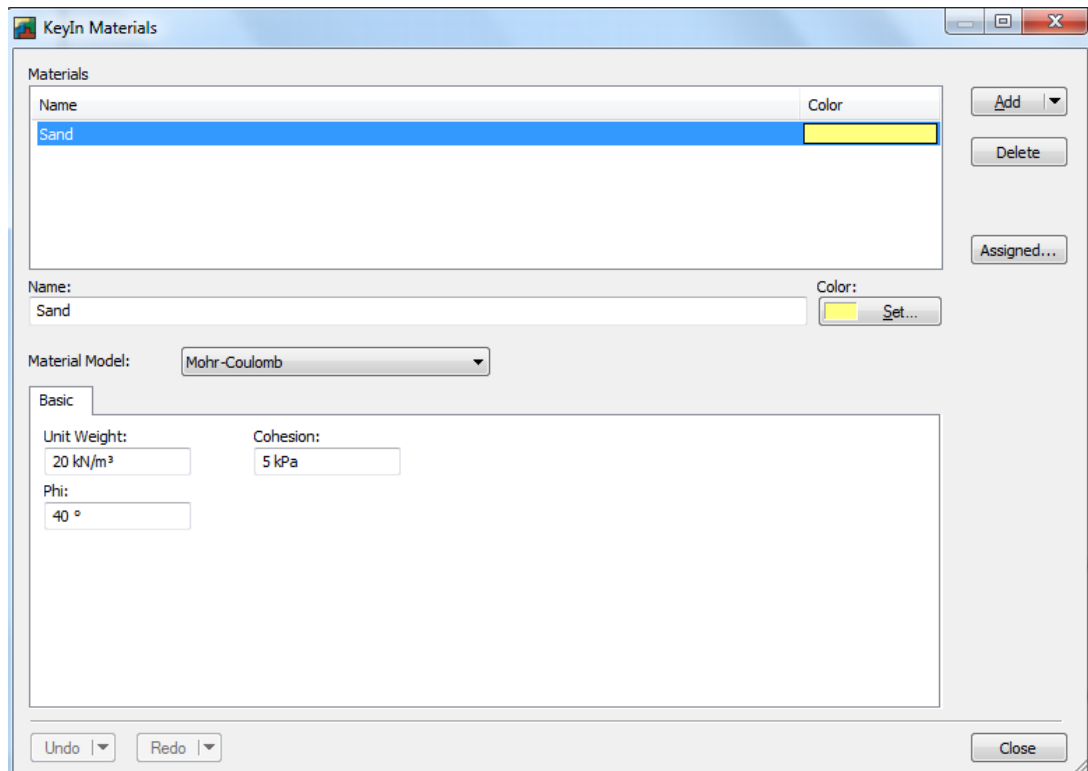 KeyIn Materials
Materials
Name Color Add
Sand
Delete
Assigned...
Name: Color:
Sand Set...
Material Model: Mohr-Coulomb
Basic
Unit Weight: Cohesion:
20 kN/m³ 5 kPa
Phi:
40 º
Undo Redo Close